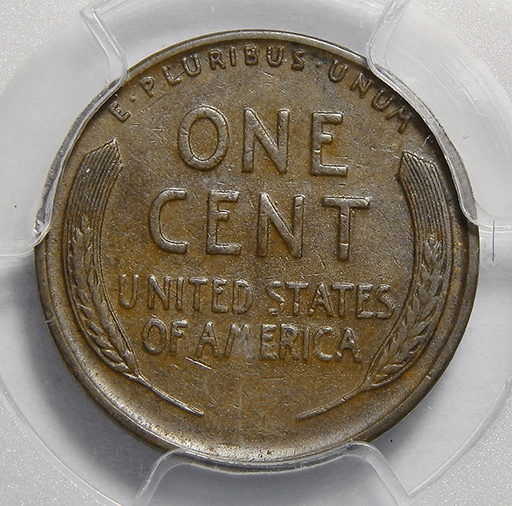 E·PLURIBUS·UNUM
ONE
CENT
UNITED STATES
OF AMERICA